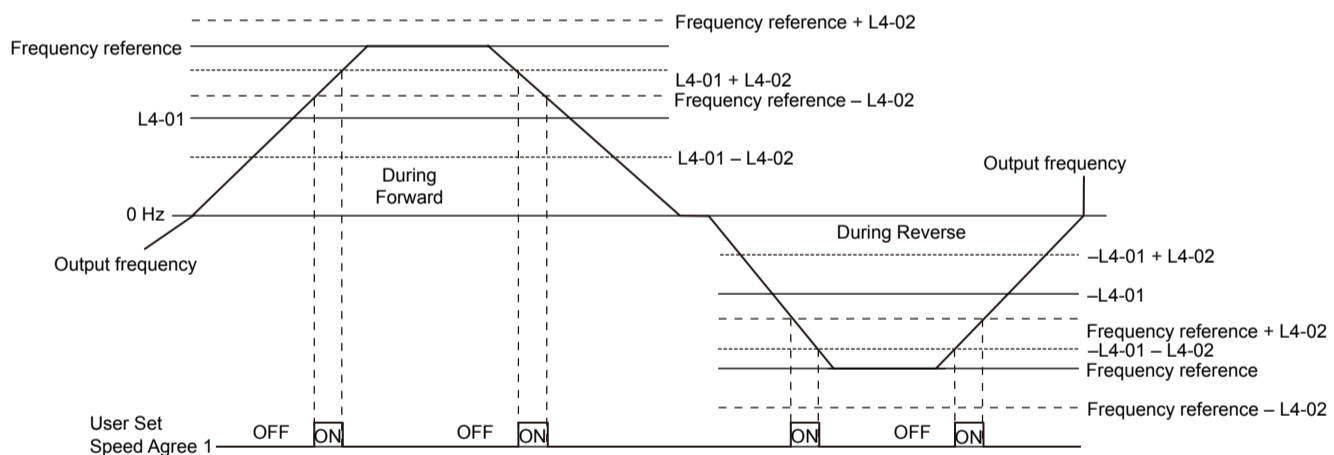 Frequency reference + L4-02
Frequency reference
L4-01 + L4-02
Frequency reference – L4-02
L4-01
L4-01 – L4-02
During
Forward
Output frequency
0 Hz
During Reverse
Output frequency
–L4-01 + L4-02
–L4-01
Frequency reference + L4-02
–L4-01 – L4-02
Frequency reference
Frequency reference – L4-02
User Set
Speed Agree 1
OFF
ON
OFF
ON
ON
OFF
ON